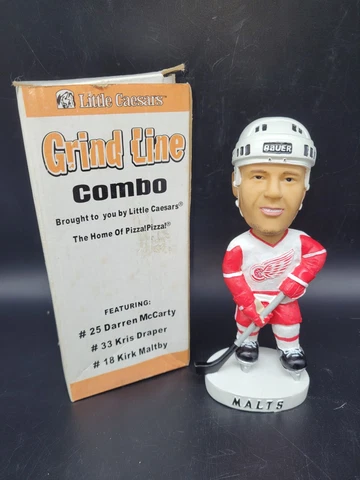 Little Caesars™
Grind Line
Combo
Brought to you by Little Caesars®
The Home Of Pizza!Pizza!®
FEATURING:
# 25 Darren McCarty
# 33 Kris Draper
# 18 Kirk Maltby
BAUER
MALTS